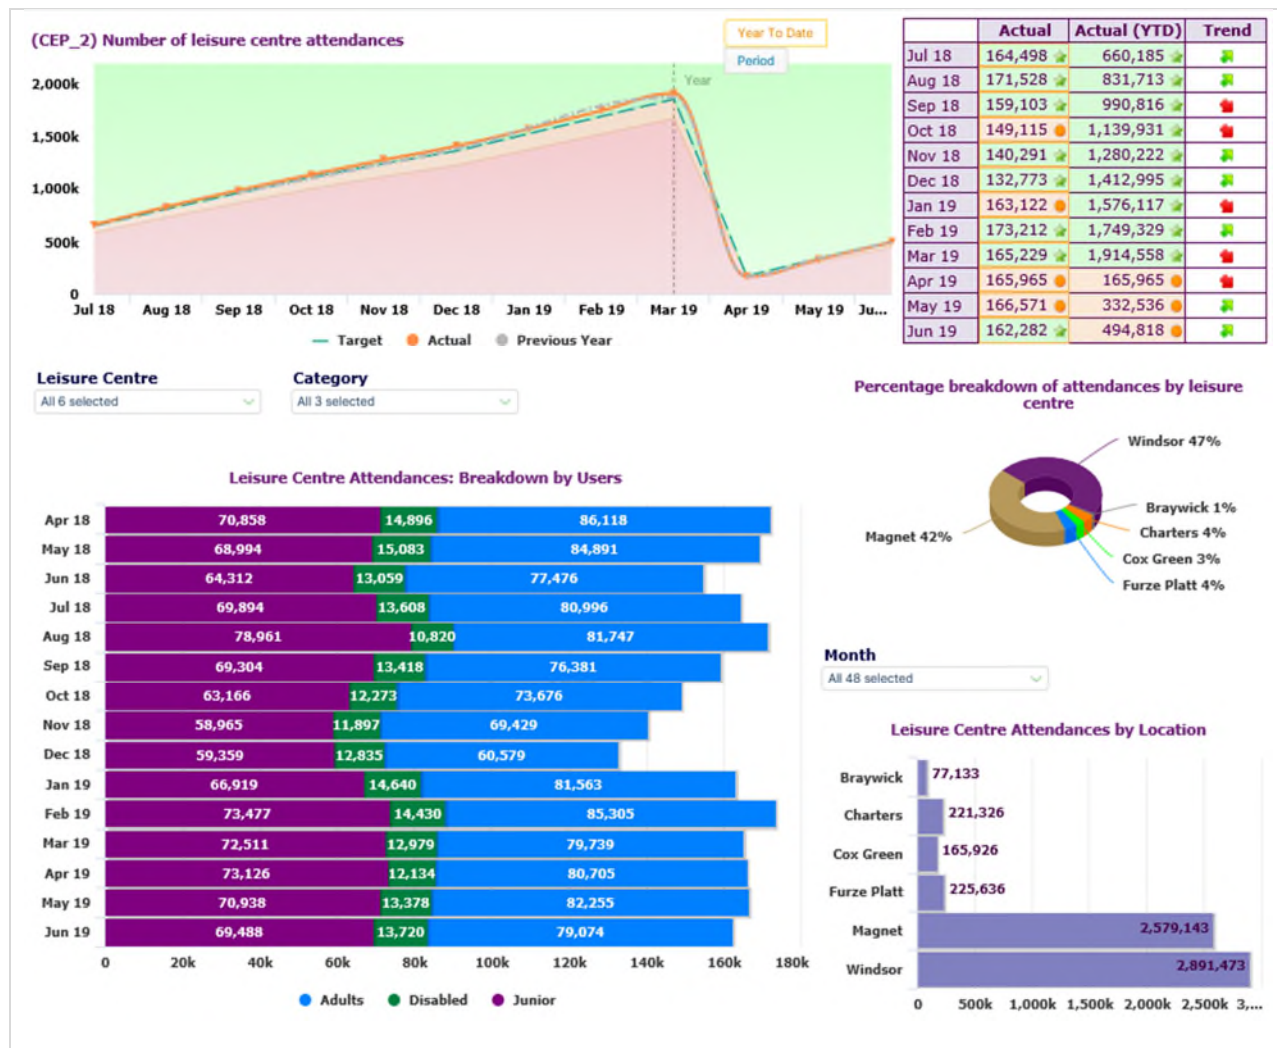 (CEP_2) Number of leisure centre attendances
Year To Date
Period
Year
2,000k
1,500k
1,000k
500k
0
Jul 18 Aug 18 Sep 18 Oct 18 Nov 18 Dec 18 Jan 19 Feb 19 Mar 19 Apr 19 May 19 Ju...
Target Actual Previous Year
Actual Actual (YTD) Trend
Jul 18 164,498 660,185
Aug 18 171,528 831,713
Sep 18 159,103 990,816
Oct 18 149,115 1,139,931
Nov 18 140,291 1,280,222
Dec 18 132,773 1,412,995
Jan 19 163,122 1,576,117
Feb 19 173,212 1,749,329
Mar 19 165,229 1,914,558
Apr 19 165,965 165,965
May 19 166,571 332,536
Jun 19 162,282 494,818
Leisure Centre Category
All 6 selected All 3 selected
Percentage breakdown of attendances by leisure
centre
Windsor 47%
Braywick 1%
Charters 4%
Cox Green 3%
Furze Platt 4%
Magnet 42%
Leisure Centre Attendances: Breakdown by Users
Apr 18 70,858 14,896 86,118
May 18 68,994 15,083 84,891
Jun 18 64,312 13,059 77,476
Jul 18 69,894 13,608 80,996
Aug 18 78,961 10,820 81,747
Sep 18 69,304 13,418 76,381
Oct 18 63,166 12,273 73,676
Nov 18 58,965 11,897 69,429
Dec 18 59,359 12,835 60,579
Jan 19 66,919 14,640 81,563
Feb 19 73,477 14,430 85,305
Mar 19 72,511 12,979 79,739
Apr 19 73,126 12,134 80,705
May 19 70,938 13,378 82,255
Jun 19 69,488 13,720 79,074
0 20k 40k 60k 80k 100k 120k 140k 160k 180k
Adults Disabled Junior
Month
All 48 selected
Leisure Centre Attendances by Location
Braywick 77,133
Charters 221,326
Cox Green 165,926
Furze Platt 225,636
Magnet 2,579,143
Windsor 2,891,473
0 500k 1,000k 1,500k 2,000k 2,500k 3,...